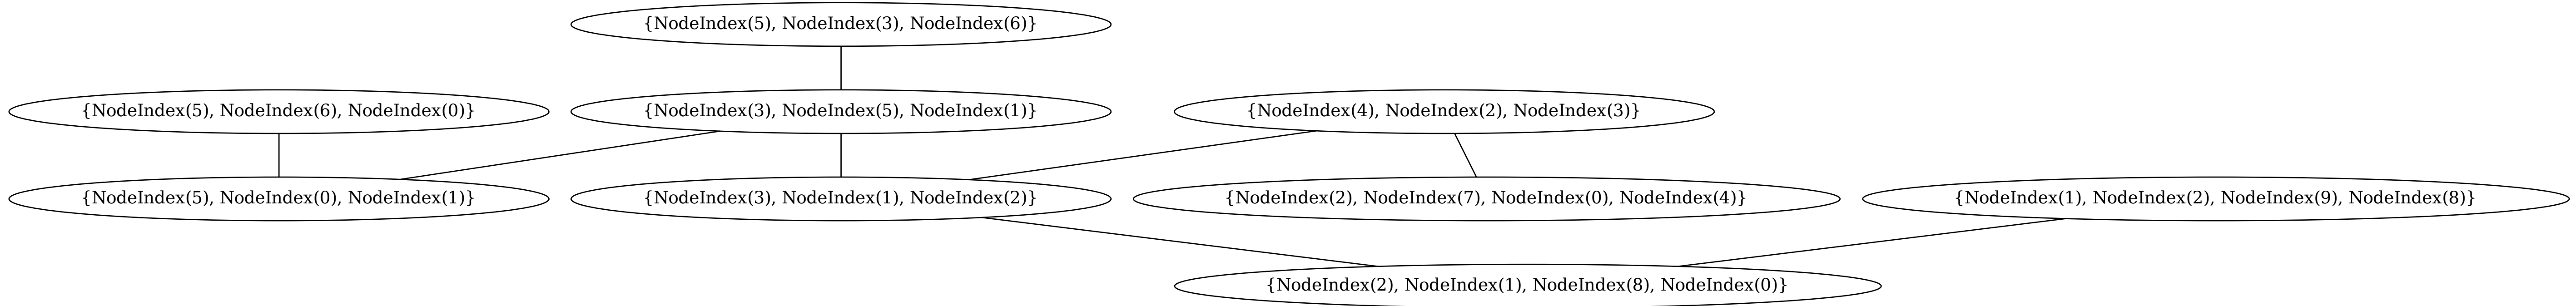 {NodeIndex(5), NodeIndex(3), NodeIndex(6)}
{NodeIndex(5), NodeIndex(6), NodeIndex(0)}
{NodeIndex(3), NodeIndex(5), NodeIndex(1)}
{NodeIndex(4), NodeIndex(2), NodeIndex(3)}
{NodeIndex(5), NodeIndex(0), NodeIndex(1)}
{NodeIndex(3), NodeIndex(1), NodeIndex(2)}
{NodeIndex(2), NodeIndex(7), NodeIndex(0), NodeIndex(4)}
{NodeIndex(1), NodeIndex(2), NodeIndex(9), NodeIndex(8)}
{NodeIndex(2), NodeIndex(1), NodeIndex(8), NodeIndex(0)}